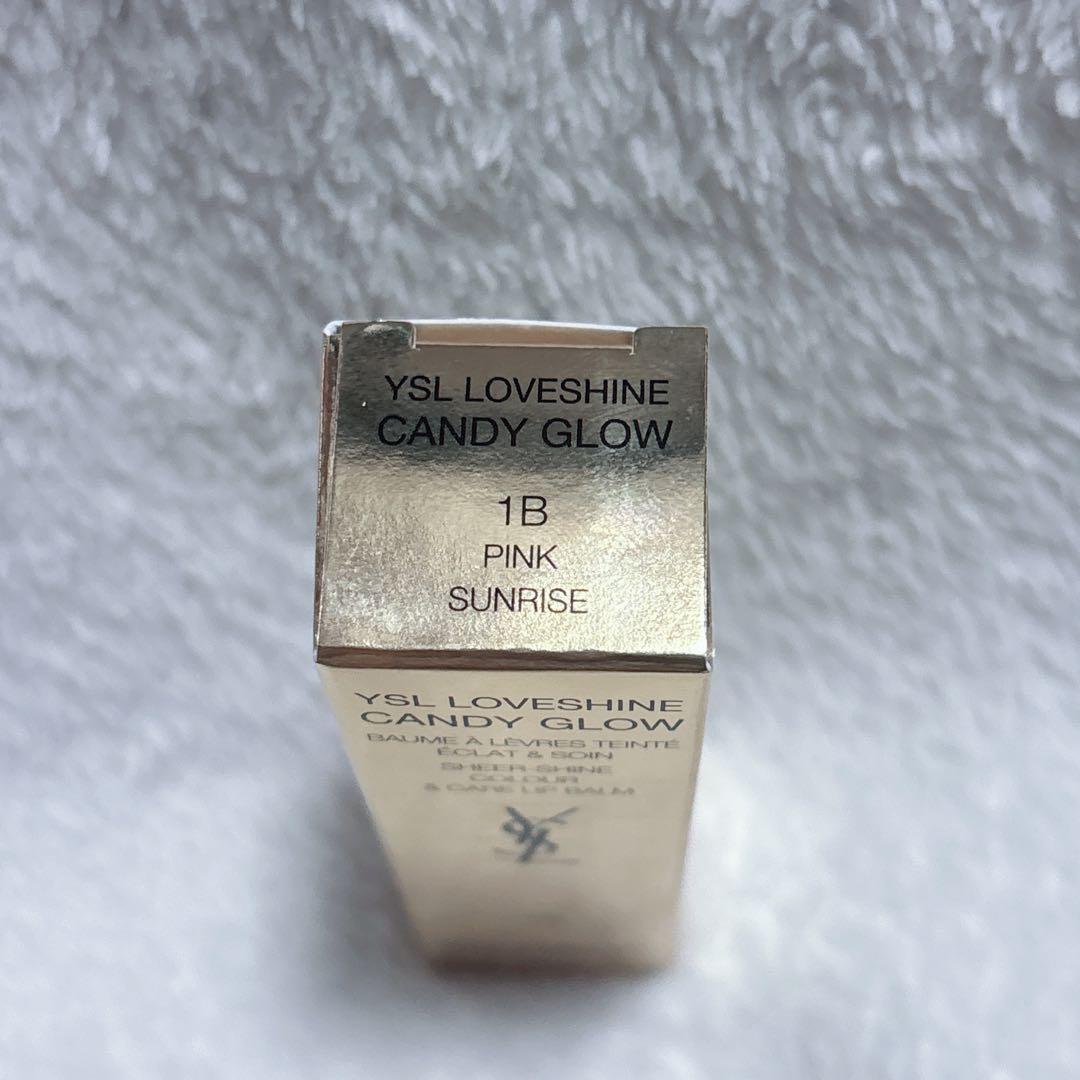 YSL LOVESHINE
CANDY GLOW
1B
PINK
SUNRISE
YSL LOVESHINE
CANDY GLOW
BAUME À LÈVRES TEINTÉ
ÉCLAT & SOIN
SHEER-SHINE
COLOUR
& CARE LIP BALM